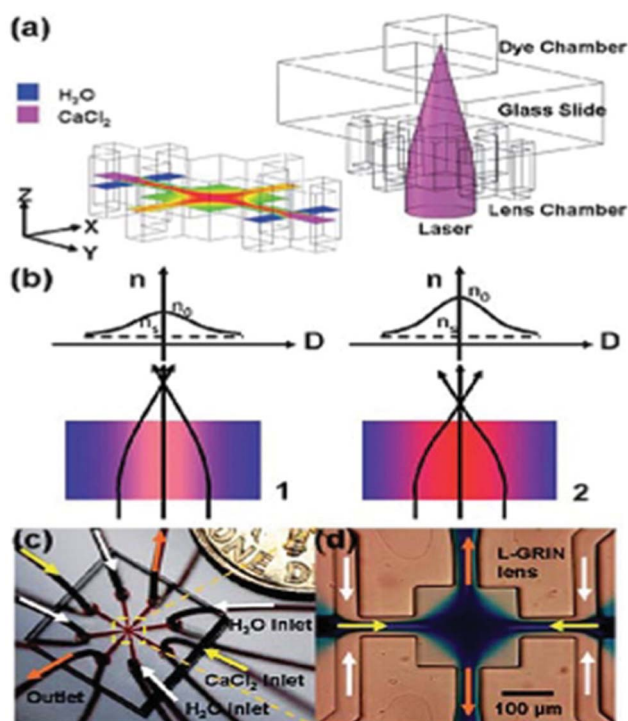 (a)
H₂O
CaCl₂
Z
X
Y
Dye Chamber
Glass Slide
Lens Chamber
Laser
(b)
n
n₀
nₛ
D
1
n
n₀
nₛ
D
2
(c)
ONE D
H₂O Inlet
CaCl₂ Inlet
H₂O Inlet
Outlet
(d)
L-GRIN
lens
100 µm